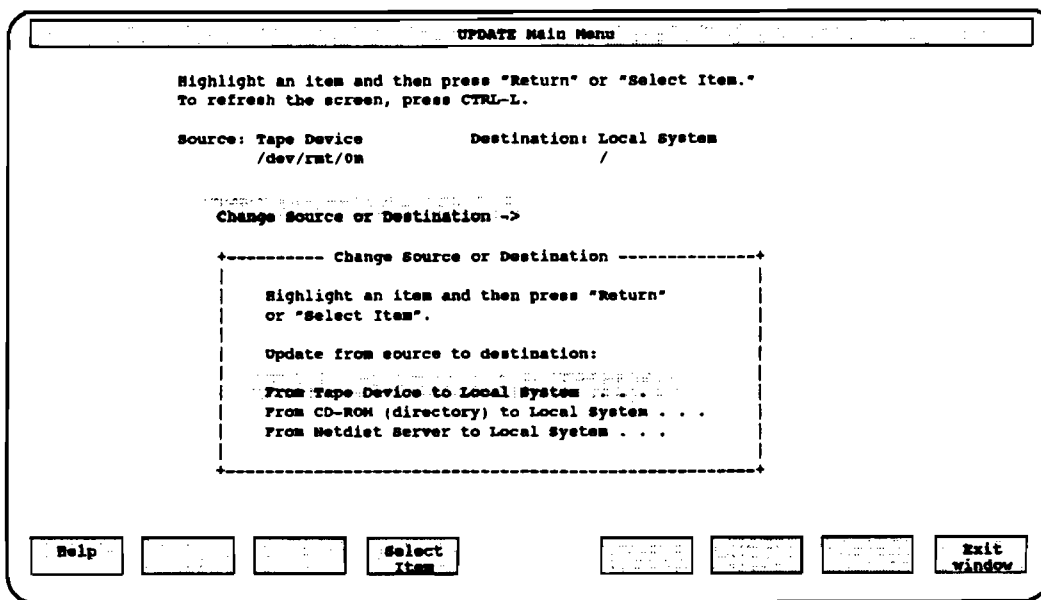 UPDATE Main Menu
Highlight an item and then press "Return" or "Select Item."
To refresh the screen, press CTRL-L.
Source: Tape Device Destination: Local System
/dev/rmt/0m /
Change Source or Destination ->
+---------- Change Source or Destination --------------+
Highlight an item and then press "Return"
or "Select Item".
Update from source to destination:
From Tape Device to Local System . . . .
From CD-ROM (directory) to Local System . . .
From Netdist Server to Local System . . .
Help Select Item Exit window